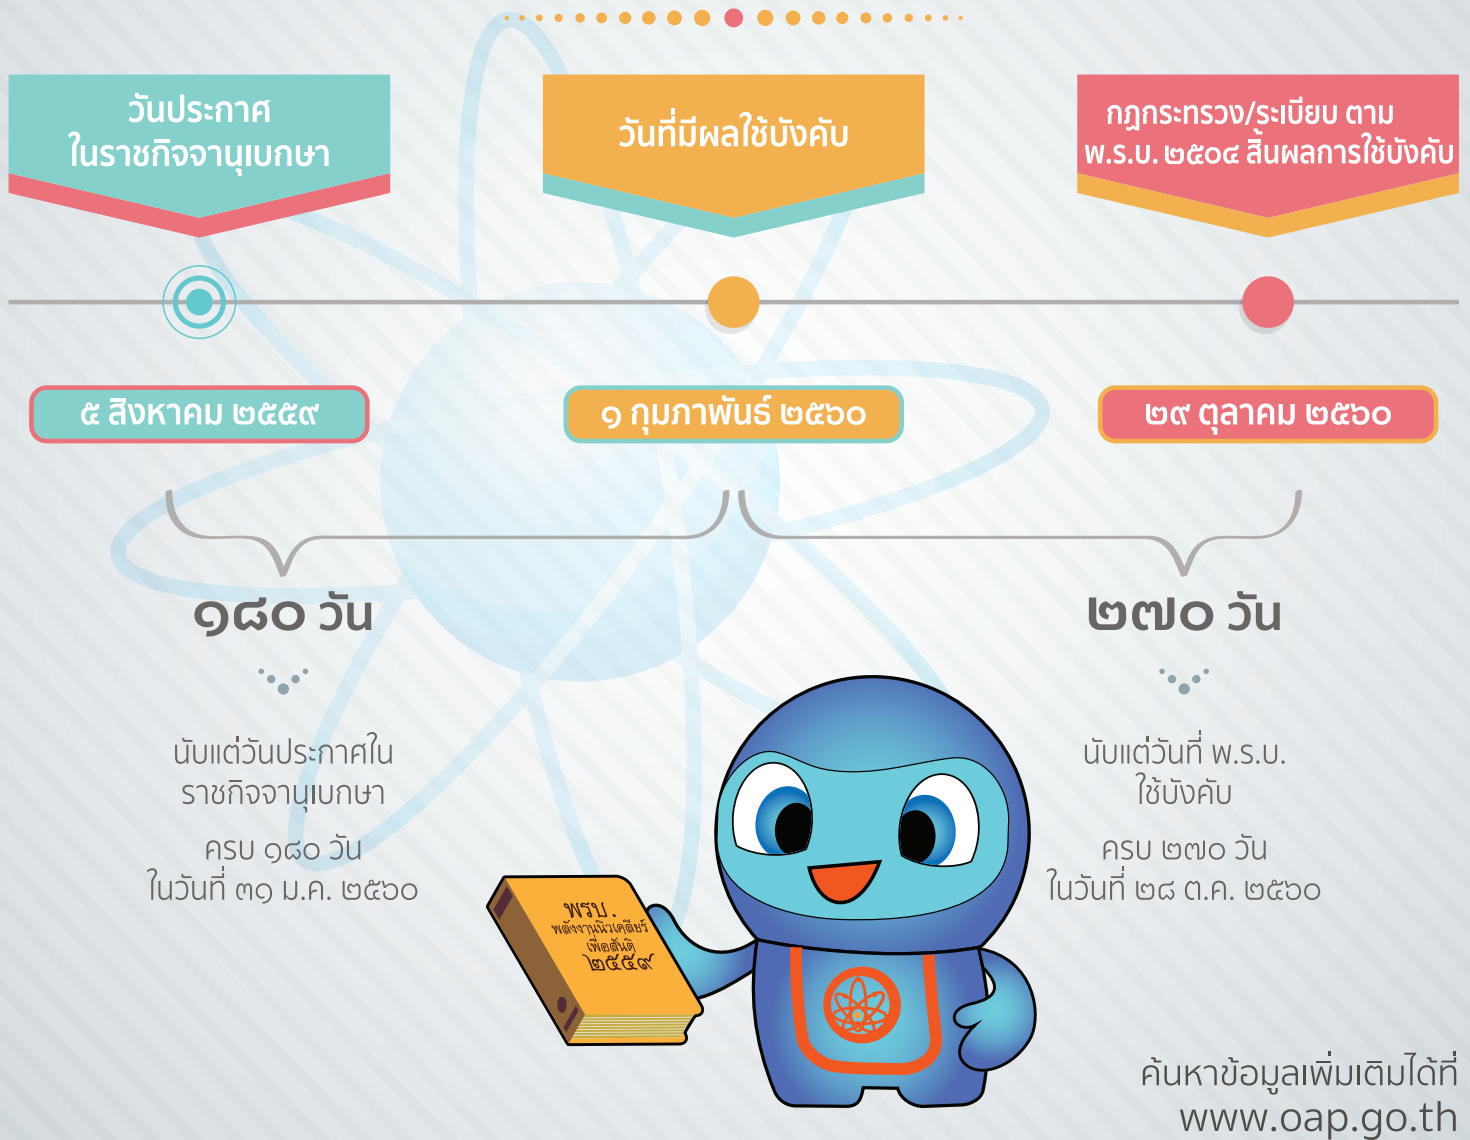 วันประกาศ
ในราชกิจจานุเบกษา
วันที่มีผลใช้บังคับ
กฎกระทรวง/ระเบียบ ตาม
พ.ร.บ. ๒๕๐๔ สิ้นผลการใช้บังคับ
๕ สิงหาคม ๒๕๕๙
๑ กุมภาพันธ์ ๒๕๖๐
๒๙ ตุลาคม ๒๕๖๐
๑๘๐ วัน
๒๗๐ วัน
นับแต่วันประกาศใน
ราชกิจจานุเบกษา
ครบ ๑๘๐ วัน
ในวันที่ ๓๑ ม.ค. ๒๕๖๐
นับแต่วันที่ พ.ร.บ.
ใช้บังคับ
ครบ ๒๗๐ วัน
ในวันที่ ๒๘ ต.ค. ๒๕๖๐
พรบ.
พลังงานนิวเคลียร์
เพื่อสันติ
๒๕๕๙
ค้นหาข้อมูลเพิ่มเติมได้ที่
www.oap.go.th